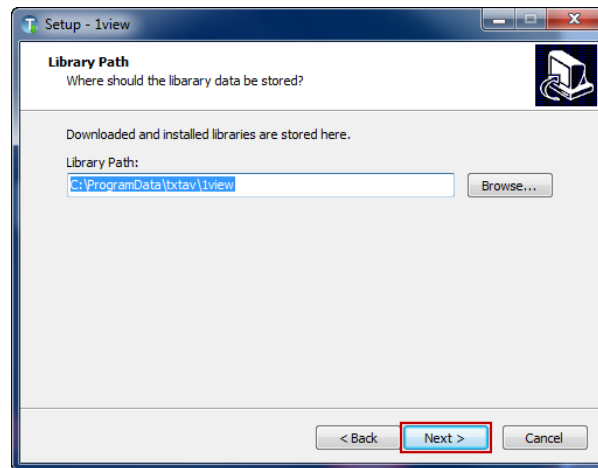 Setup - 1view
Library Path
Where should the libarary data be stored?
Downloaded and installed libraries are stored here.
Library Path:
C:\ProgramData\txtav\1view
Browse...
< Back
Next >
Cancel